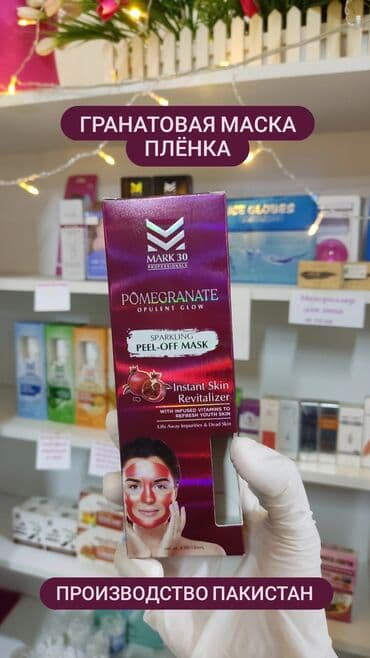 ГРАНАТОВАЯ МАСКА
ПЛЁНКА
ICE GLOBES
MARK 30
PROFESSIONALS
POMEGRANATE
OPULENT GLOW
SPARKLING
PEEL-OFF MASK
Instant Skin
Revitalizer
WITH INFUSED VITAMINS TO
REFRESH YOUTH SKIN
Lifts Away Impurities & Dead Skin
ПРОИЗВОДСТВО ПАКИСТАН